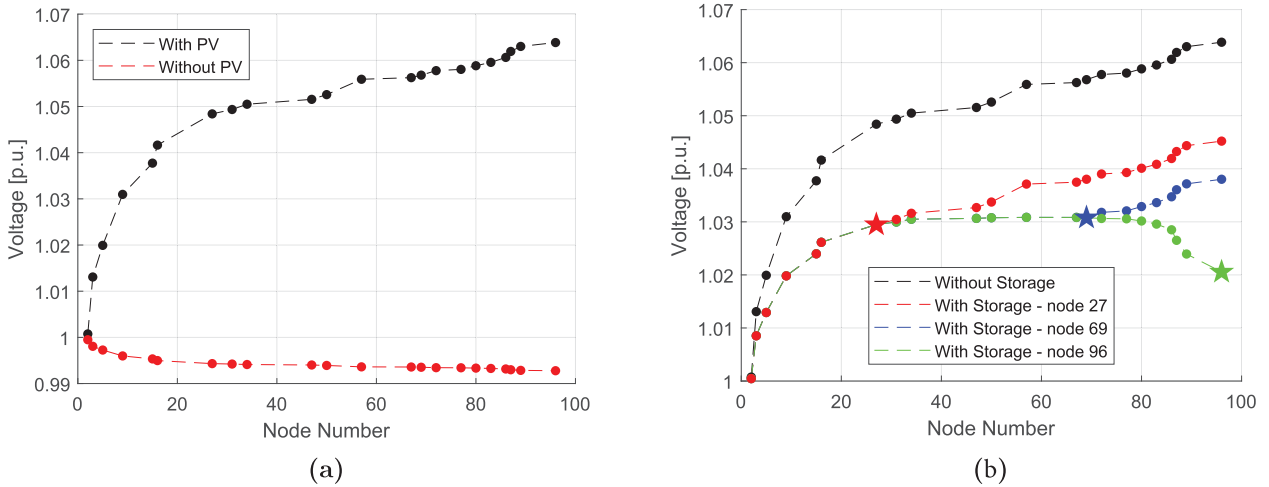 1.07
1.06
1.05
1.04
1.03
1.02
1.01
1
0.99
Voltage [p.u.]
With PV
Without PV
0 20 40 60 80 100
Node Number
(a)
1.07
1.06
1.05
1.04
1.03
1.02
1.01
1
Voltage [p.u.]
Without Storage
With Storage - node 27
With Storage - node 69
With Storage - node 96
0 20 40 60 80 100
Node Number
(b)